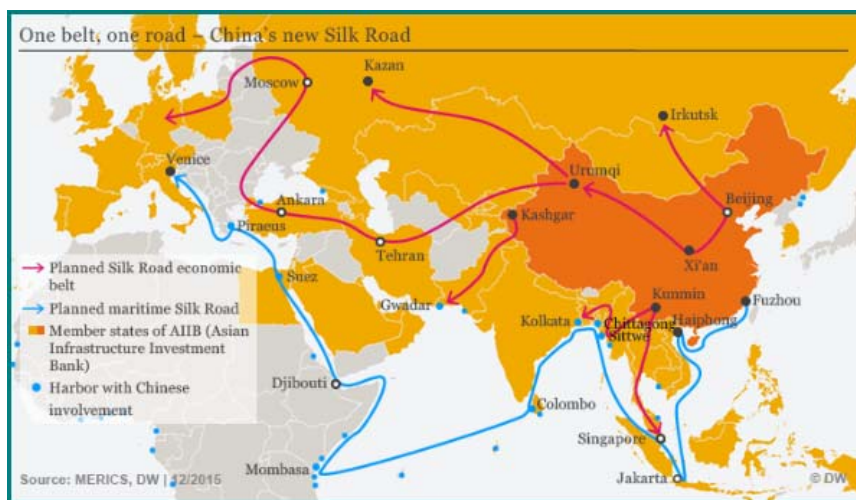 One belt, one road – China's new Silk Road
Kazan
Moscow
Irkutsk
Venice
Urumqi
Beijing
Ankara
Kashgar
Piraeus
Tehran
Xi'an
Planned Silk Road economic
belt
Suez
Planned maritime Silk Road
Gwadar
Kunmin
Fuzhou
Member states of AIIB (Asian
Infrastructure Investment
Bank)
Kolkata
Chittagong
Haiphong
Sittwe
Harbor with Chinese
involvement
Djibouti
Colombo
Singapore
Mombasa
Jakarta
Source: MERICS, DW | 12/2015
© DW